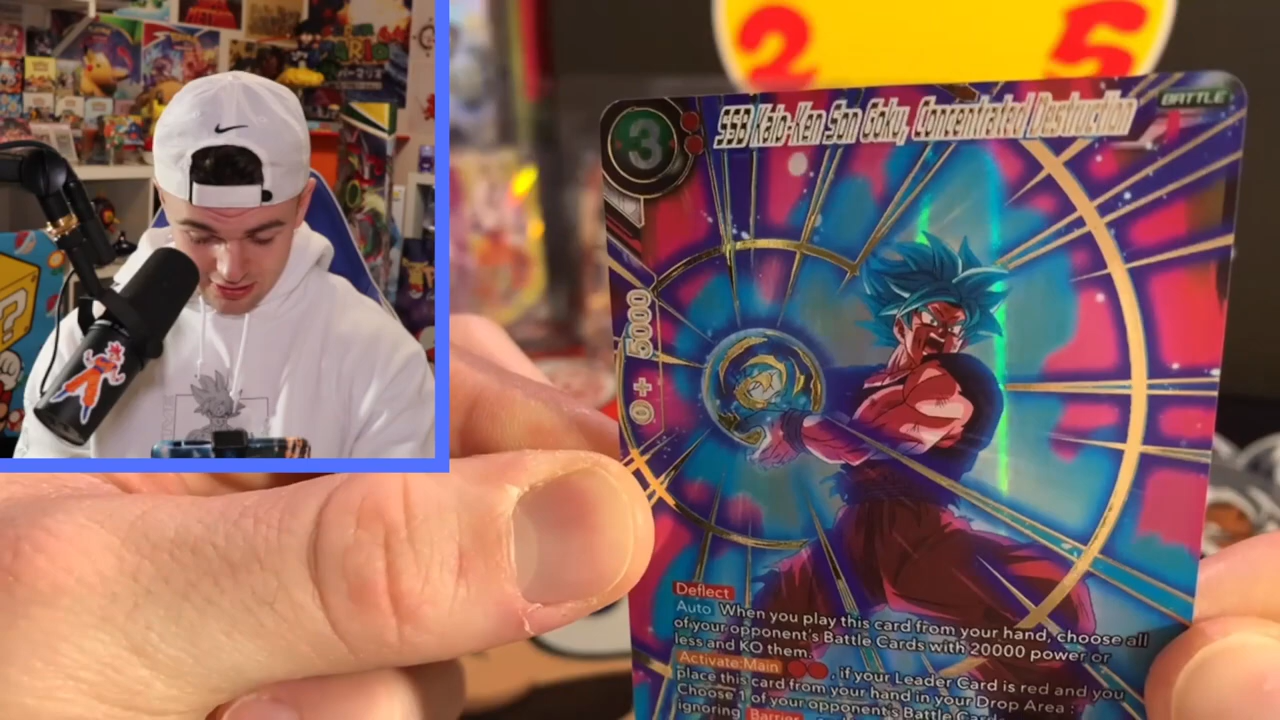 2 5
BATTLE
3 SSB Kaio-Ken Son Goku, Concentrated Destruction
0+ 5000
Deflect
Auto When you play this card from your hand, choose all
of your opponent's Battle Cards with 20000 power or
less and KO them.
Activate:Main , if your Leader Card is red and you
place this card from your hand in your Drop Area :
Choose 1 of your opponent's Battle Cards
ignoring Barrier